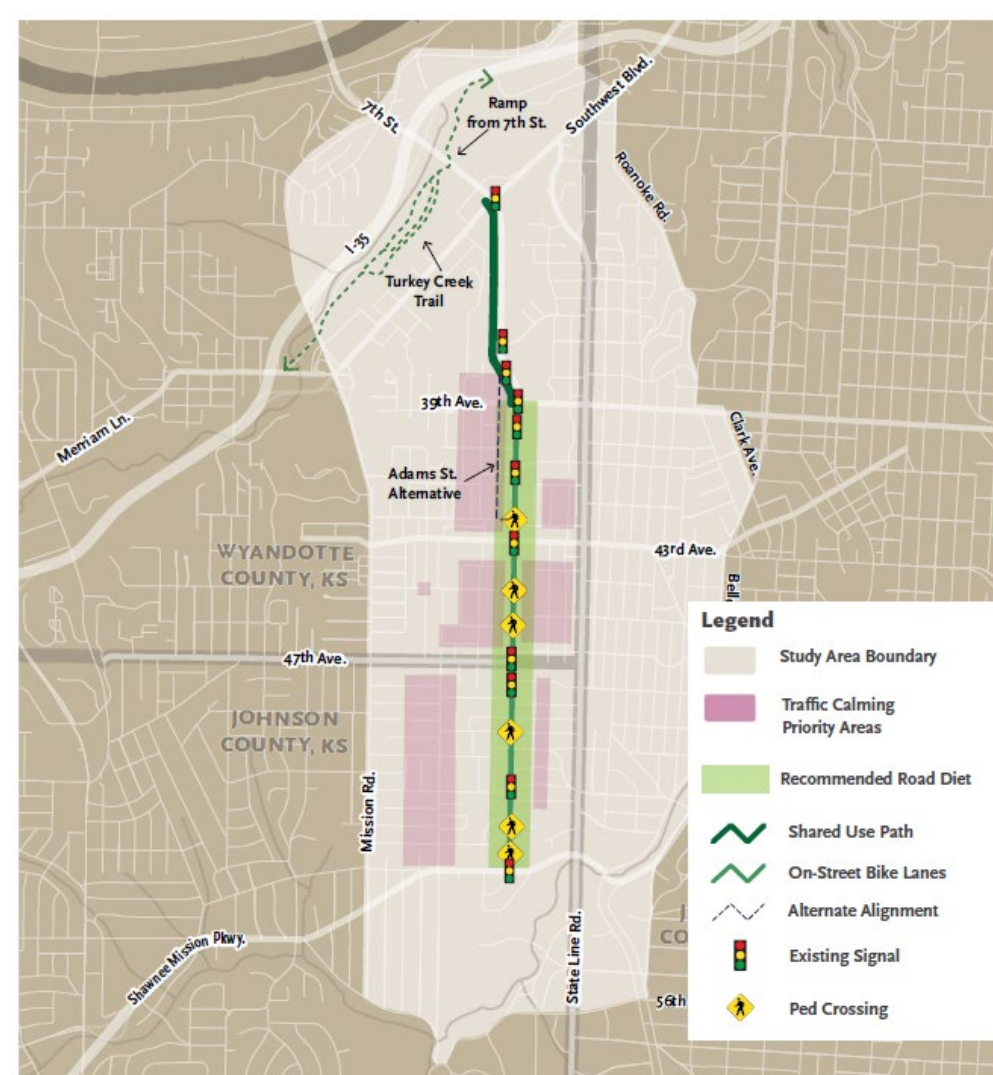 Ramp
from 7th St.
7th St.
Southwest Blvd.
Roanoke Rd.
I-35
Turkey Creek
Trail
39th Ave.
Merriam Ln.
Clark Ave.
Adams St.
Alternative
WYANDOTTE
COUNTY, KS
43rd Ave.
47th Ave.
JOHNSON
COUNTY, KS
Mission Rd.
Shawnee Mission Pkwy.
State Line Rd.
56th
Legend
Study Area Boundary
Traffic Calming
Priority Areas
Recommended Road Diet
Shared Use Path
On-Street Bike Lanes
Alternate Alignment
Existing Signal
Ped Crossing